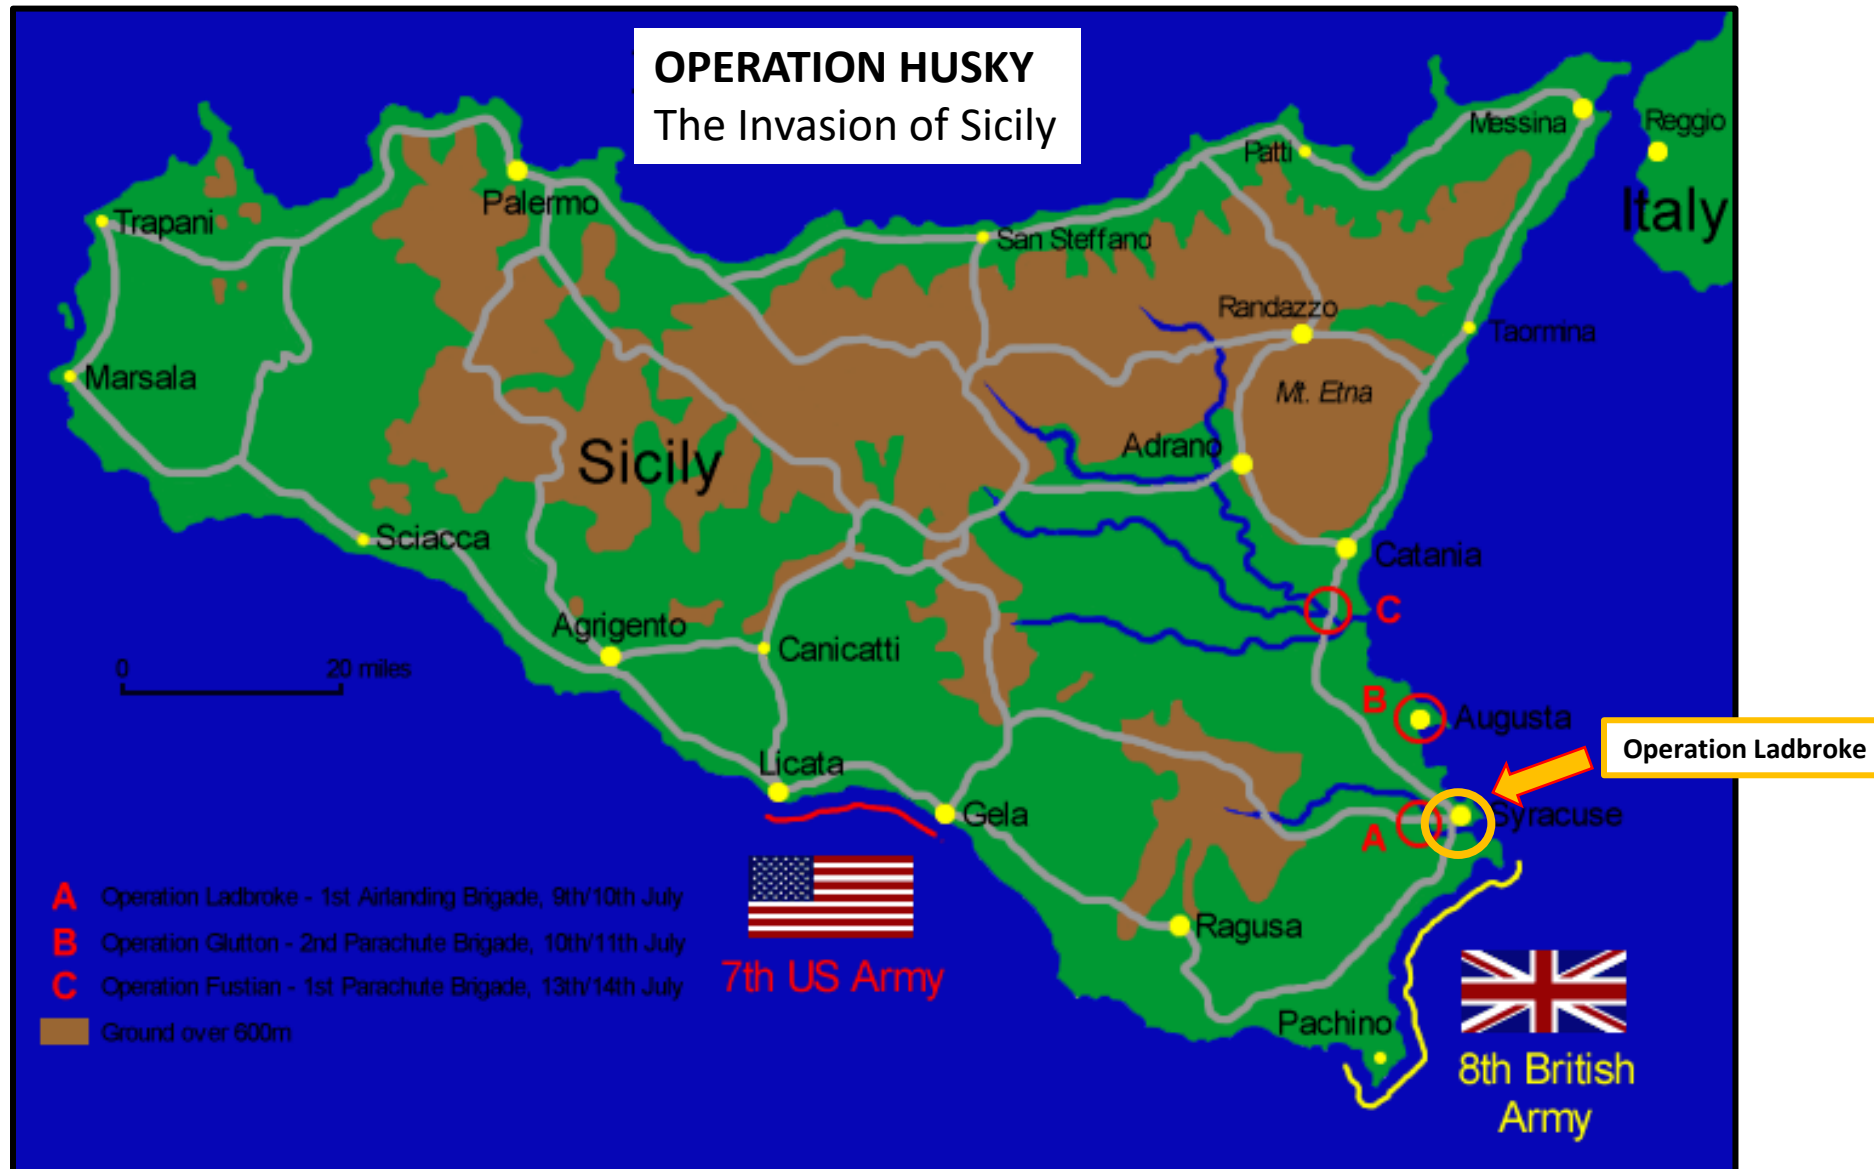 OPERATION HUSKY
The Invasion of Sicily
Messina
Reggio
Patti
Italy
Palermo
Trapani
San Steffano
Randazzo
Taormina
Marsala
Mt. Etna
Adrano
Sicily
Sciacca
Catania
C
Agrigento
Canicatti
0 20 miles
B
Augusta
Operation Ladbroke
Licata
Gela
Syracuse
A
A Operation Ladbroke - 1st Airlanding Brigade, 9th/10th July
B Operation Glutton - 2nd Parachute Brigade, 10th/11th July
C Operation Fustian - 1st Parachute Brigade, 13th/14th July
Ground over 600m
7th US Army
Ragusa
Pachino
8th British
Army